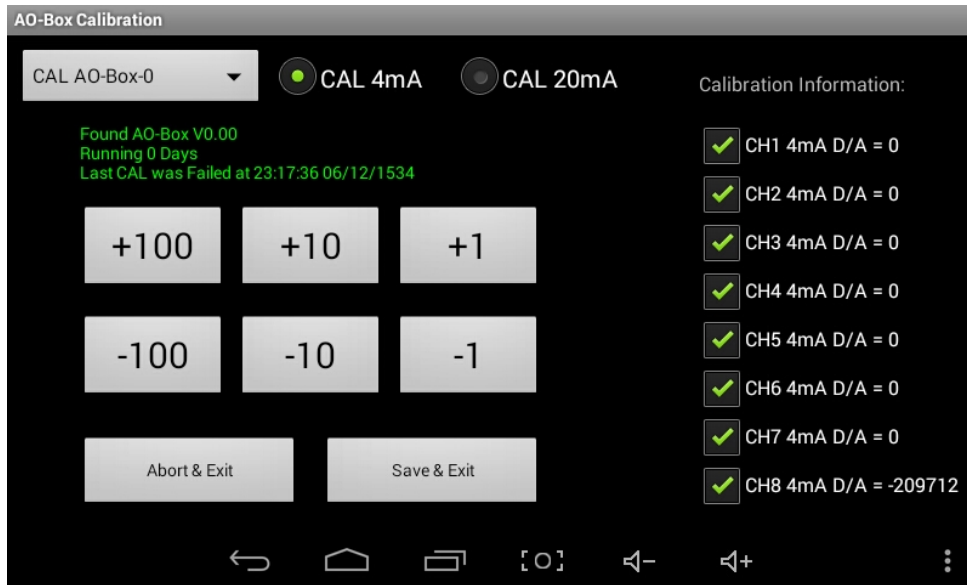 AO-Box Calibration
CAL AO-Box-0
CAL 4mA
CAL 20mA
Calibration Information:
Found AO-Box V0.00
Running 0 Days
Last CAL was Failed at 23:17:36 06/12/1534
+100
+10
+1
-100
-10
-1
Abort & Exit
Save & Exit
CH1 4mA D/A = 0
CH2 4mA D/A = 0
CH3 4mA D/A = 0
CH4 4mA D/A = 0
CH5 4mA D/A = 0
CH6 4mA D/A = 0
CH7 4mA D/A = 0
CH8 4mA D/A = -209712